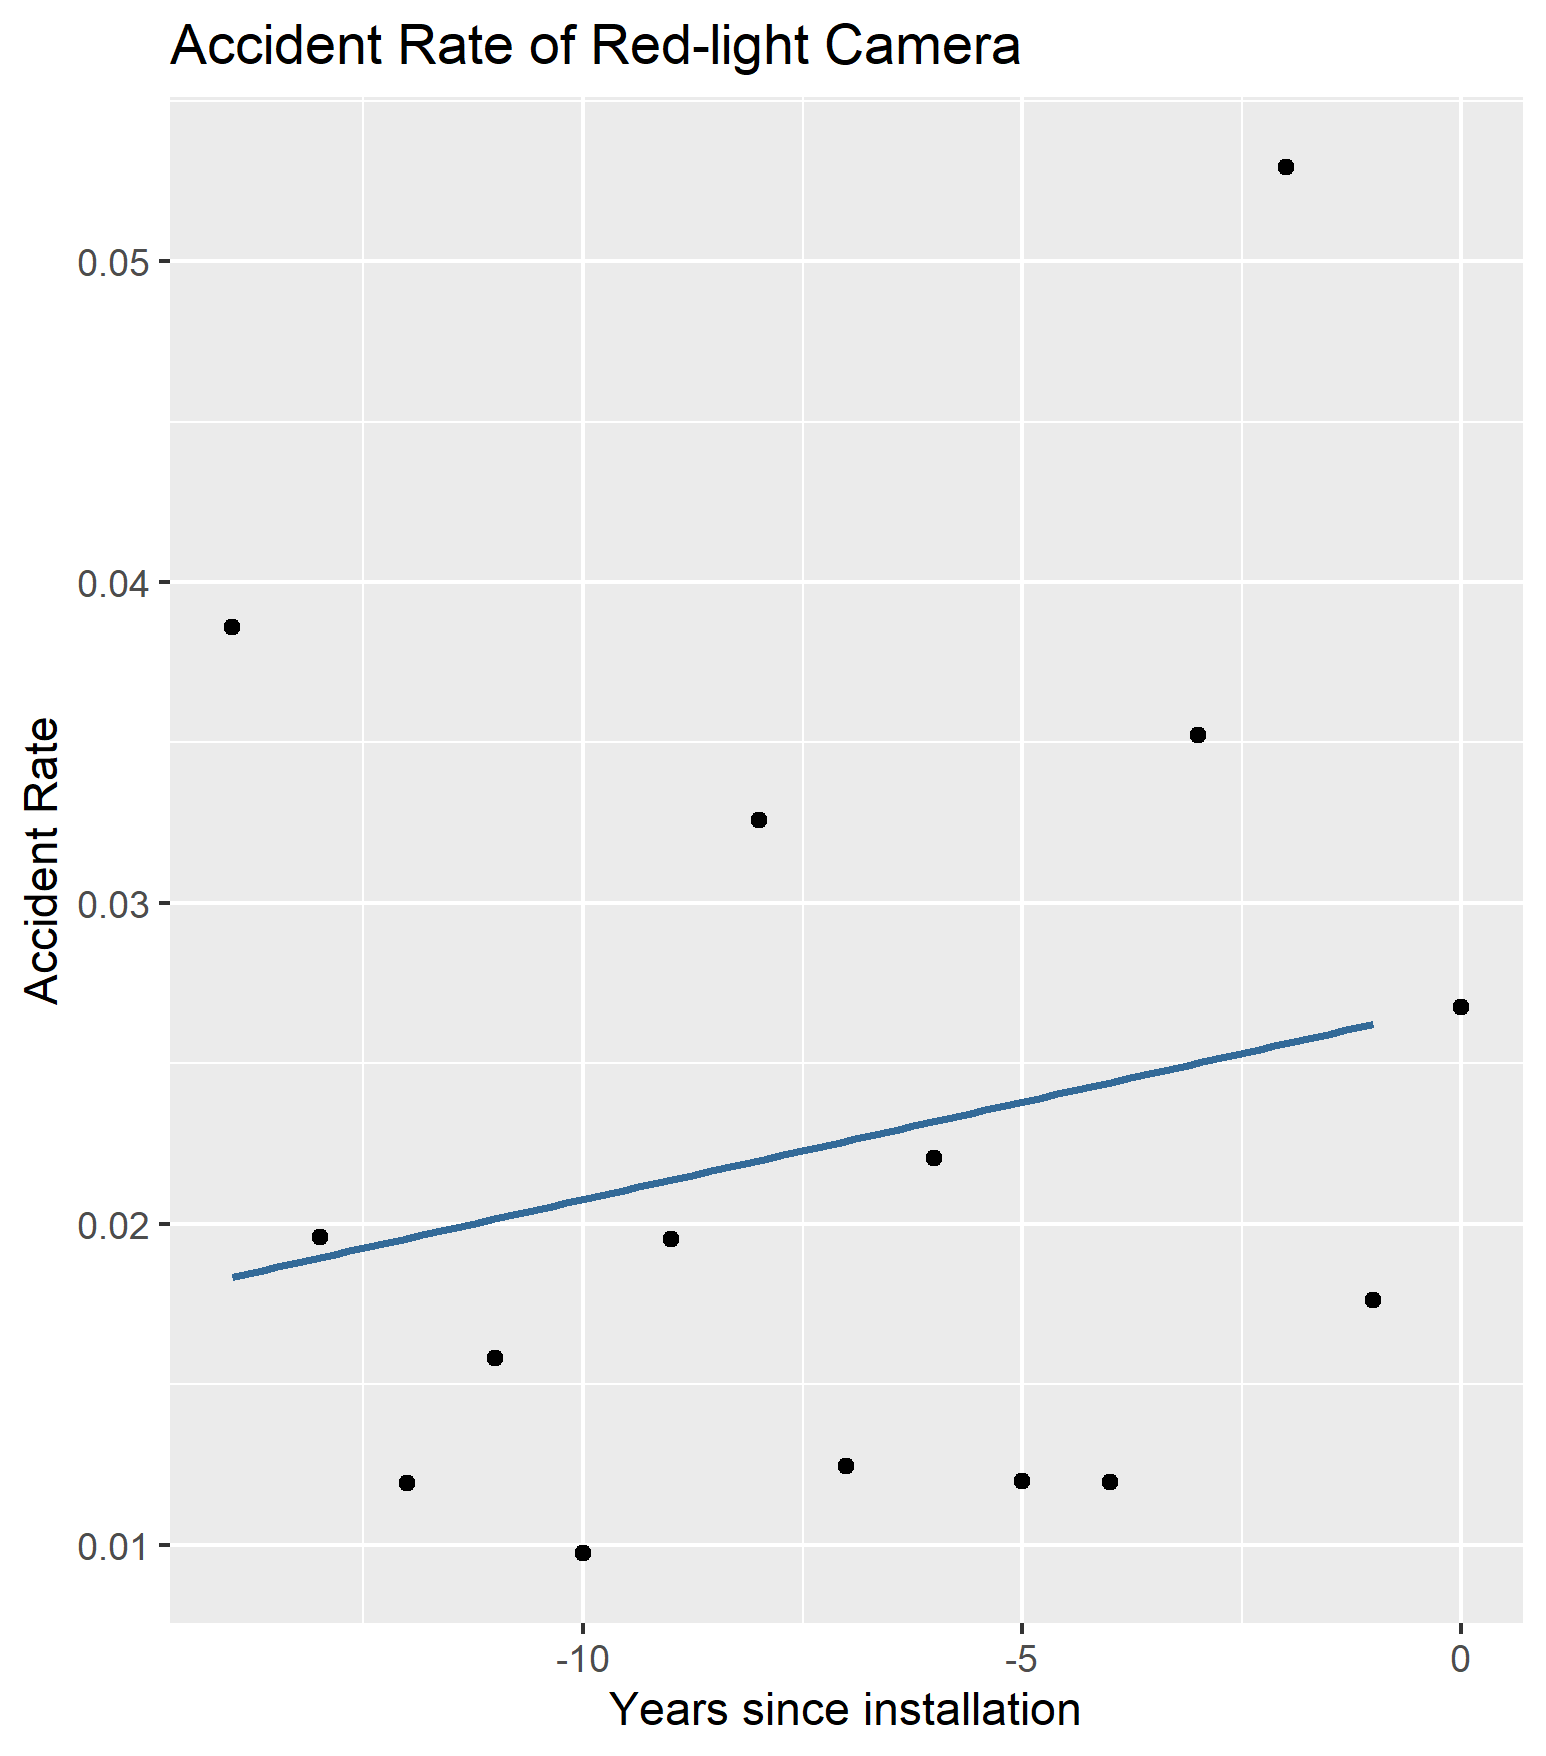 Accident Rate of Red-light Camera
Accident Rate
0.05
0.04
0.03
0.02
0.01
-10
-5
0
Years since installation